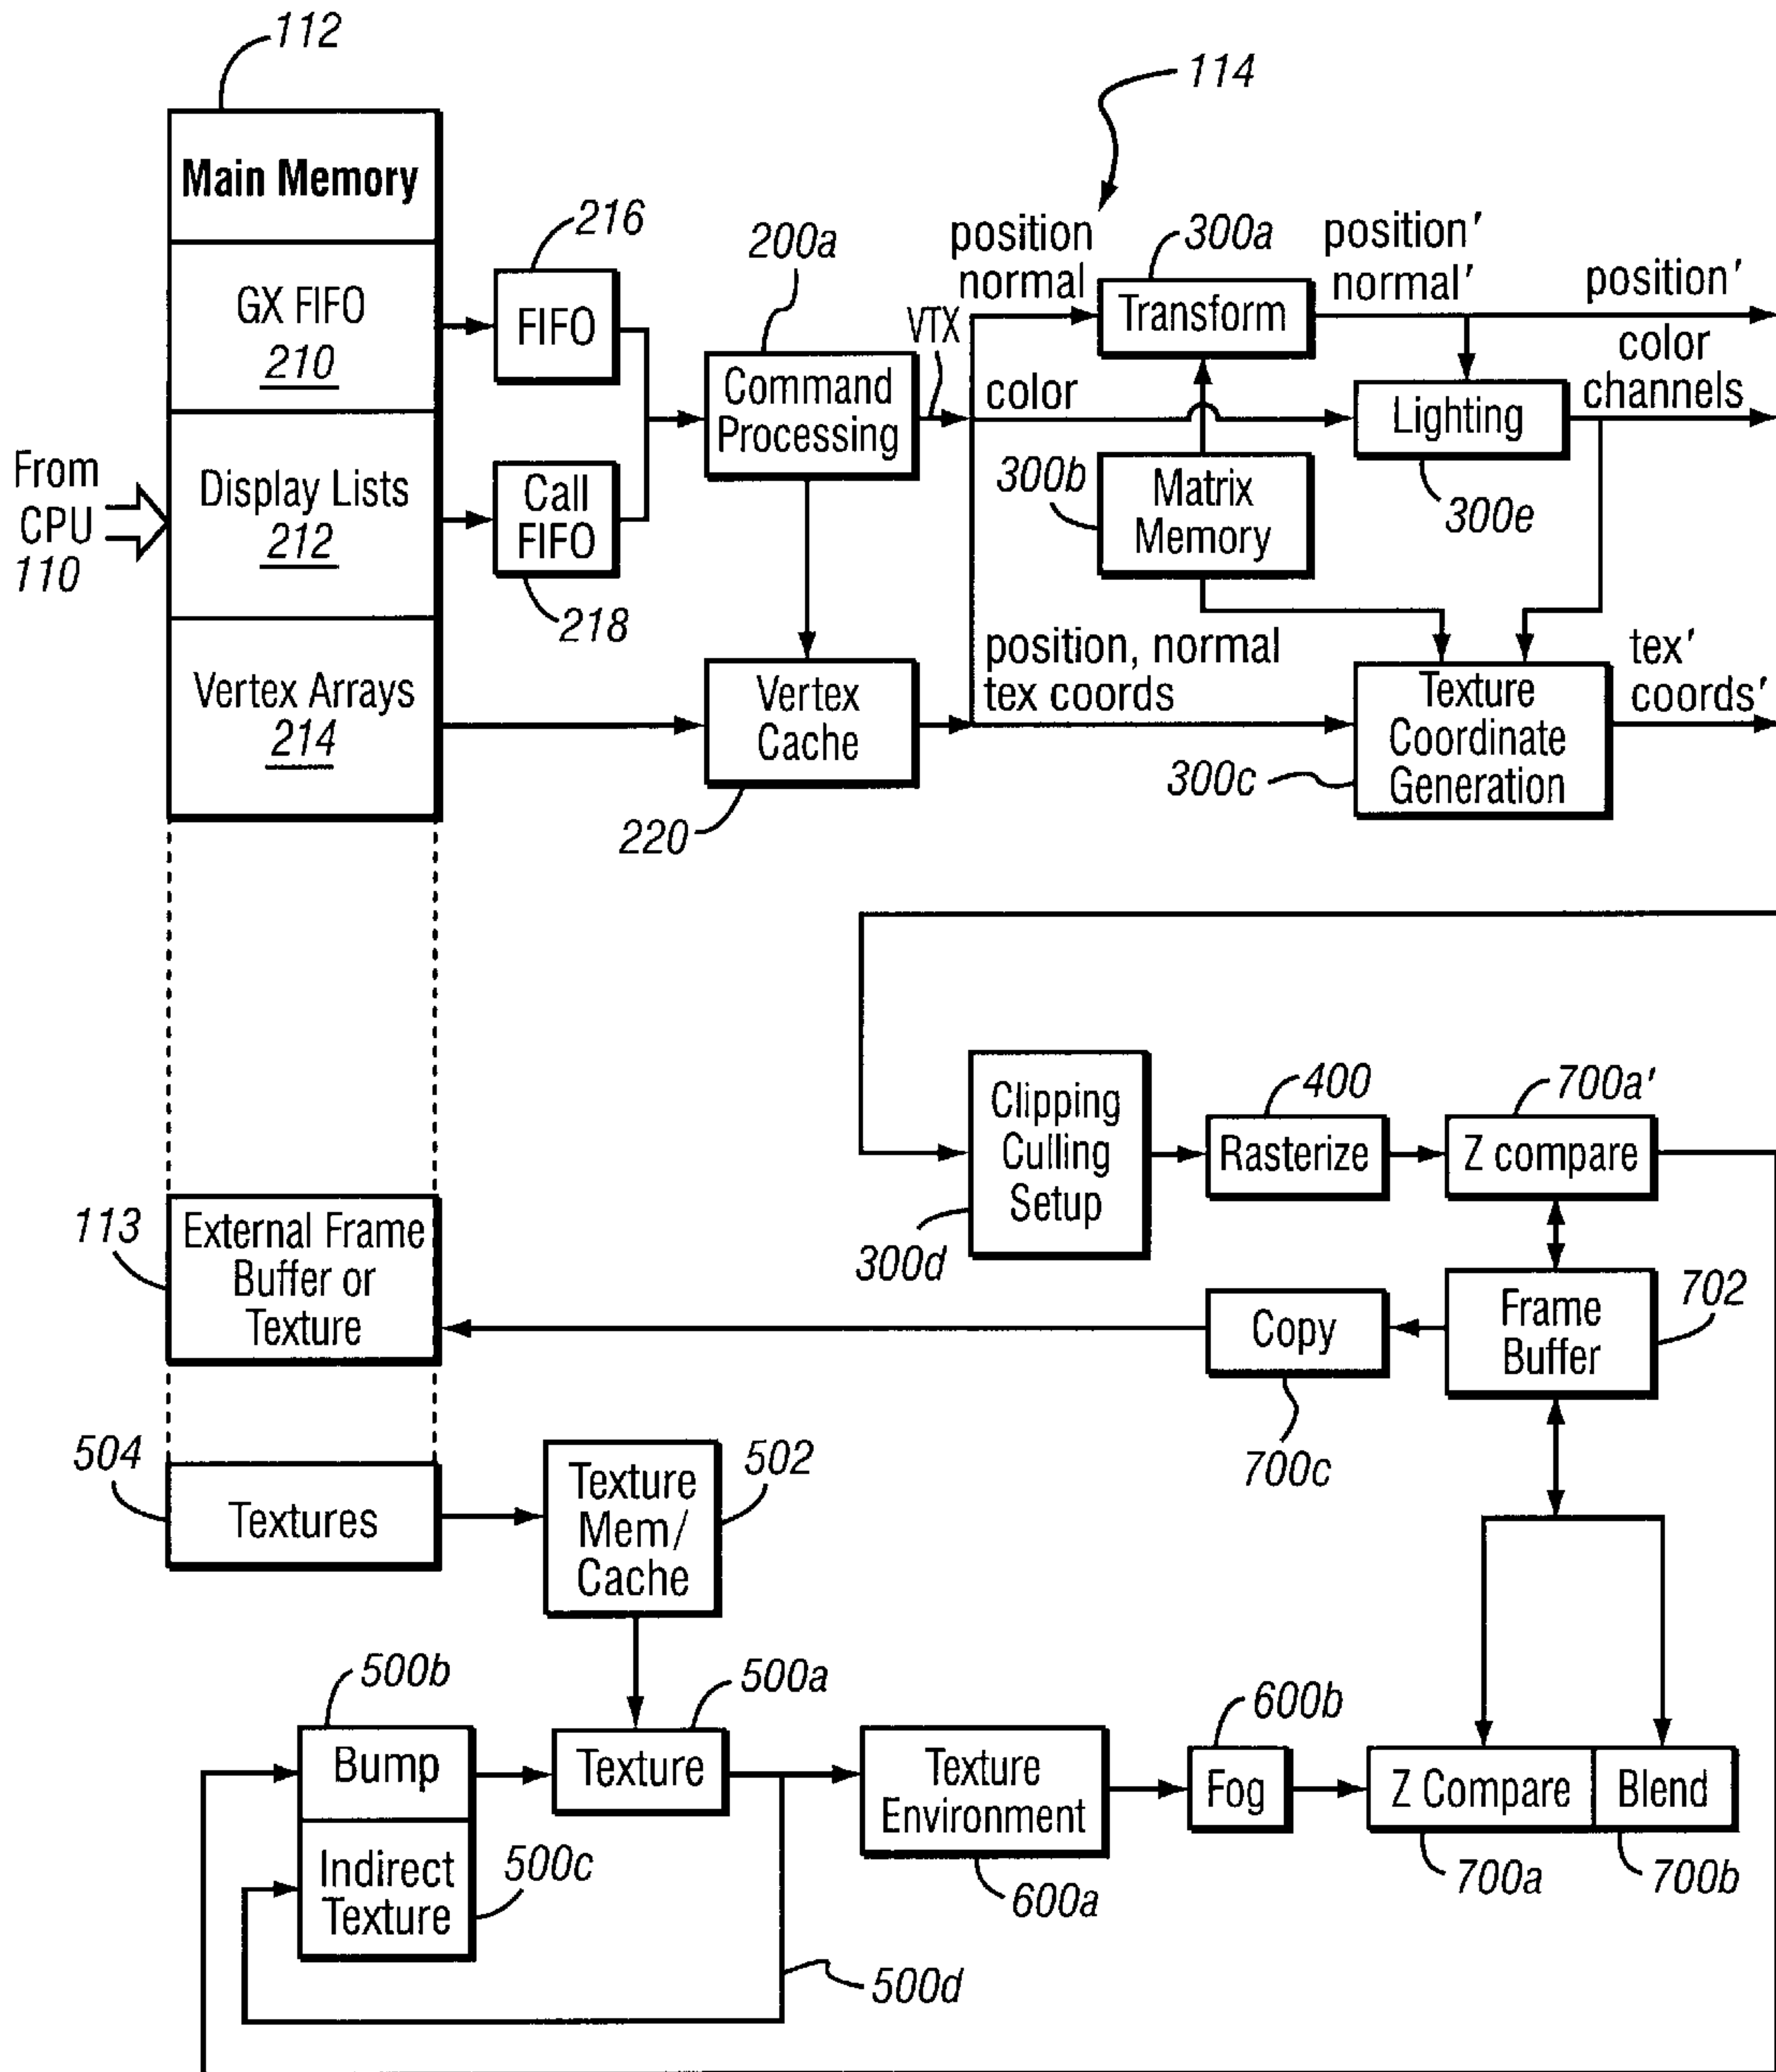 112
114
Main Memory
GX FIFO
210
Display Lists
212
Vertex Arrays
214
From
CPU
110
216
FIFO
Call
FIFO
218
200a
Command
Processing
Vertex
Cache
220
VTX
position
normal
color
position, normal
tex coords
300a
Transform
300b
Matrix
Memory
position'
normal'
position'
color
channels
Lighting
300e
Texture
Coordinate
Generation
300c
tex'
coords'
Clipping
Culling
Setup
300d
400
Rasterize
700a'
Z compare
113
External Frame
Buffer or
Texture
Copy
700c
Frame
Buffer
702
504
Textures
Texture
Mem/
Cache
502
500b
Bump
Indirect
Texture
500c
500a
Texture
500d
Texture
Environment
600a
600b
Fog
Z Compare
Blend
700a
700b